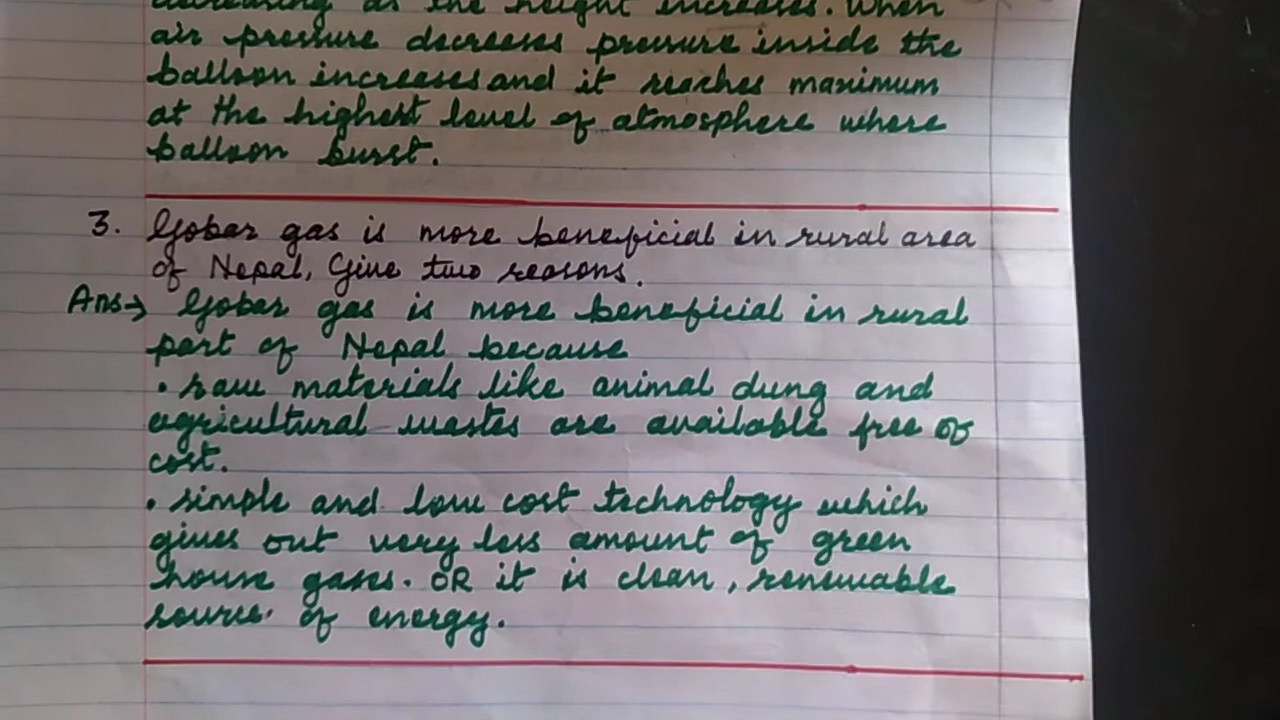 decreasing as the height increases. When
air pressure decreases pressure inside the
balloon increases and it reaches maximum
at the highest level of atmosphere where
balloon burst.
3. Gobar gas is more beneficial in rural area
of Nepal, Give two reasons.
Ans→ Gobar gas is more beneficial in rural
part of Nepal because
• raw materials like animal dung and
agricultural wastes are available free of
cost.
• simple and low cost technology which
gives out very less amount of green
house gases. OR it is clean, renewable
source of energy.